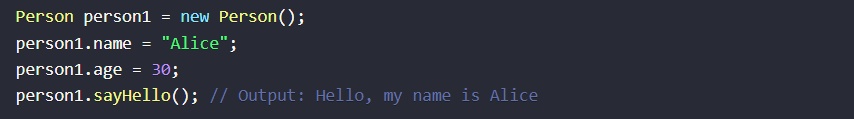 Person person1 = new Person();
person1.name = "Alice";
person1.age = 30;
person1.sayHello(); // Output: Hello, my name is Alice